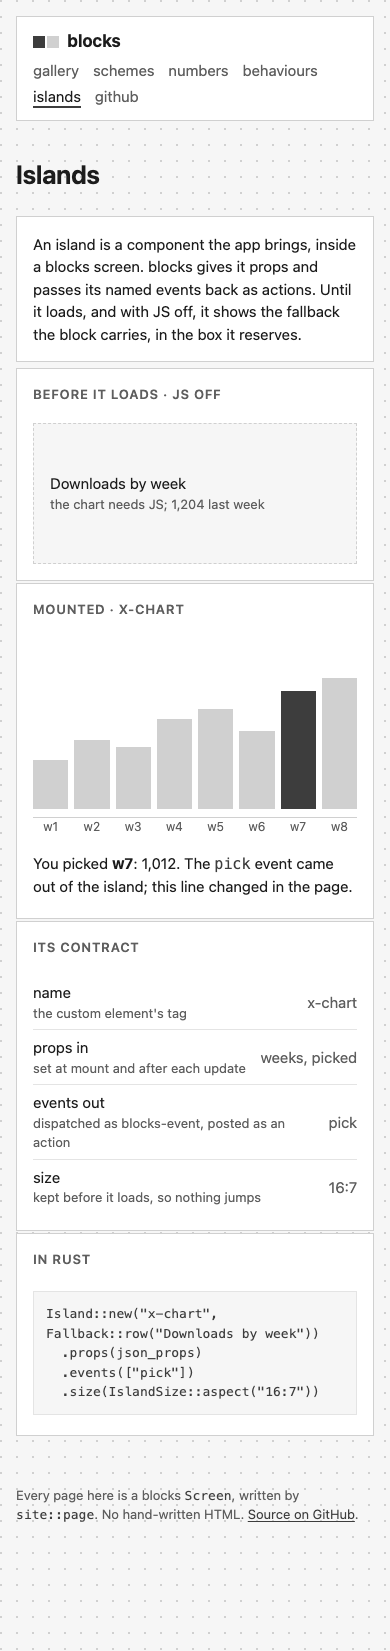 blocks
gallery schemes numbers behaviours
islands github
Islands
An island is a component the app brings, inside
a blocks screen. blocks gives it props and
passes its named events back as actions. Until
it loads, and with JS off, it shows the fallback
the block carries, in the box it reserves.
BEFORE IT LOADS · JS OFF
Downloads by week
the chart needs JS; 1,204 last week
MOUNTED · X-CHART
w1 w2 w3 w4 w5 w6 w7 w8
You picked w7: 1,012. The pick event came
out of the island; this line changed in the page.
ITS CONTRACT
name
the custom element's tag
x-chart
props in
set at mount and after each update
weeks, picked
events out
dispatched as blocks-event, posted as an
action
pick
size
kept before it loads, so nothing jumps
16:7
IN RUST
Island::new("x-chart",
Fallback::row("Downloads by week"))
  .props(json_props)
  .events(["pick"])
  .size(IslandSize::aspect("16:7"))
Every page here is a blocks Screen, written by
site::page. No hand-written HTML. Source on GitHub.